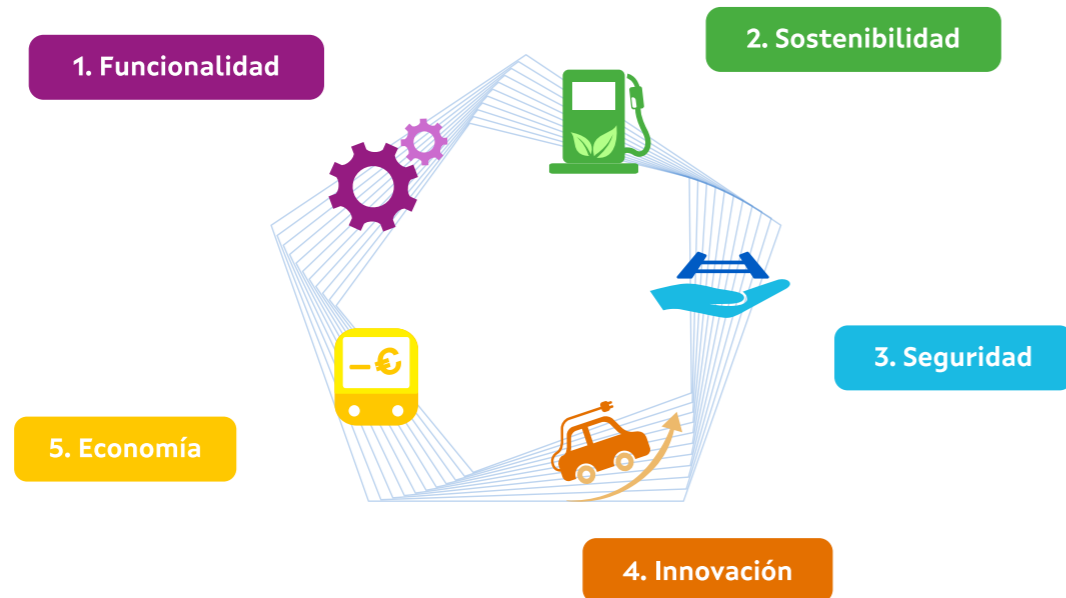 1. Funcionalidad
2. Sostenibilidad
3. Seguridad
4. Innovación
5. Economía
–€